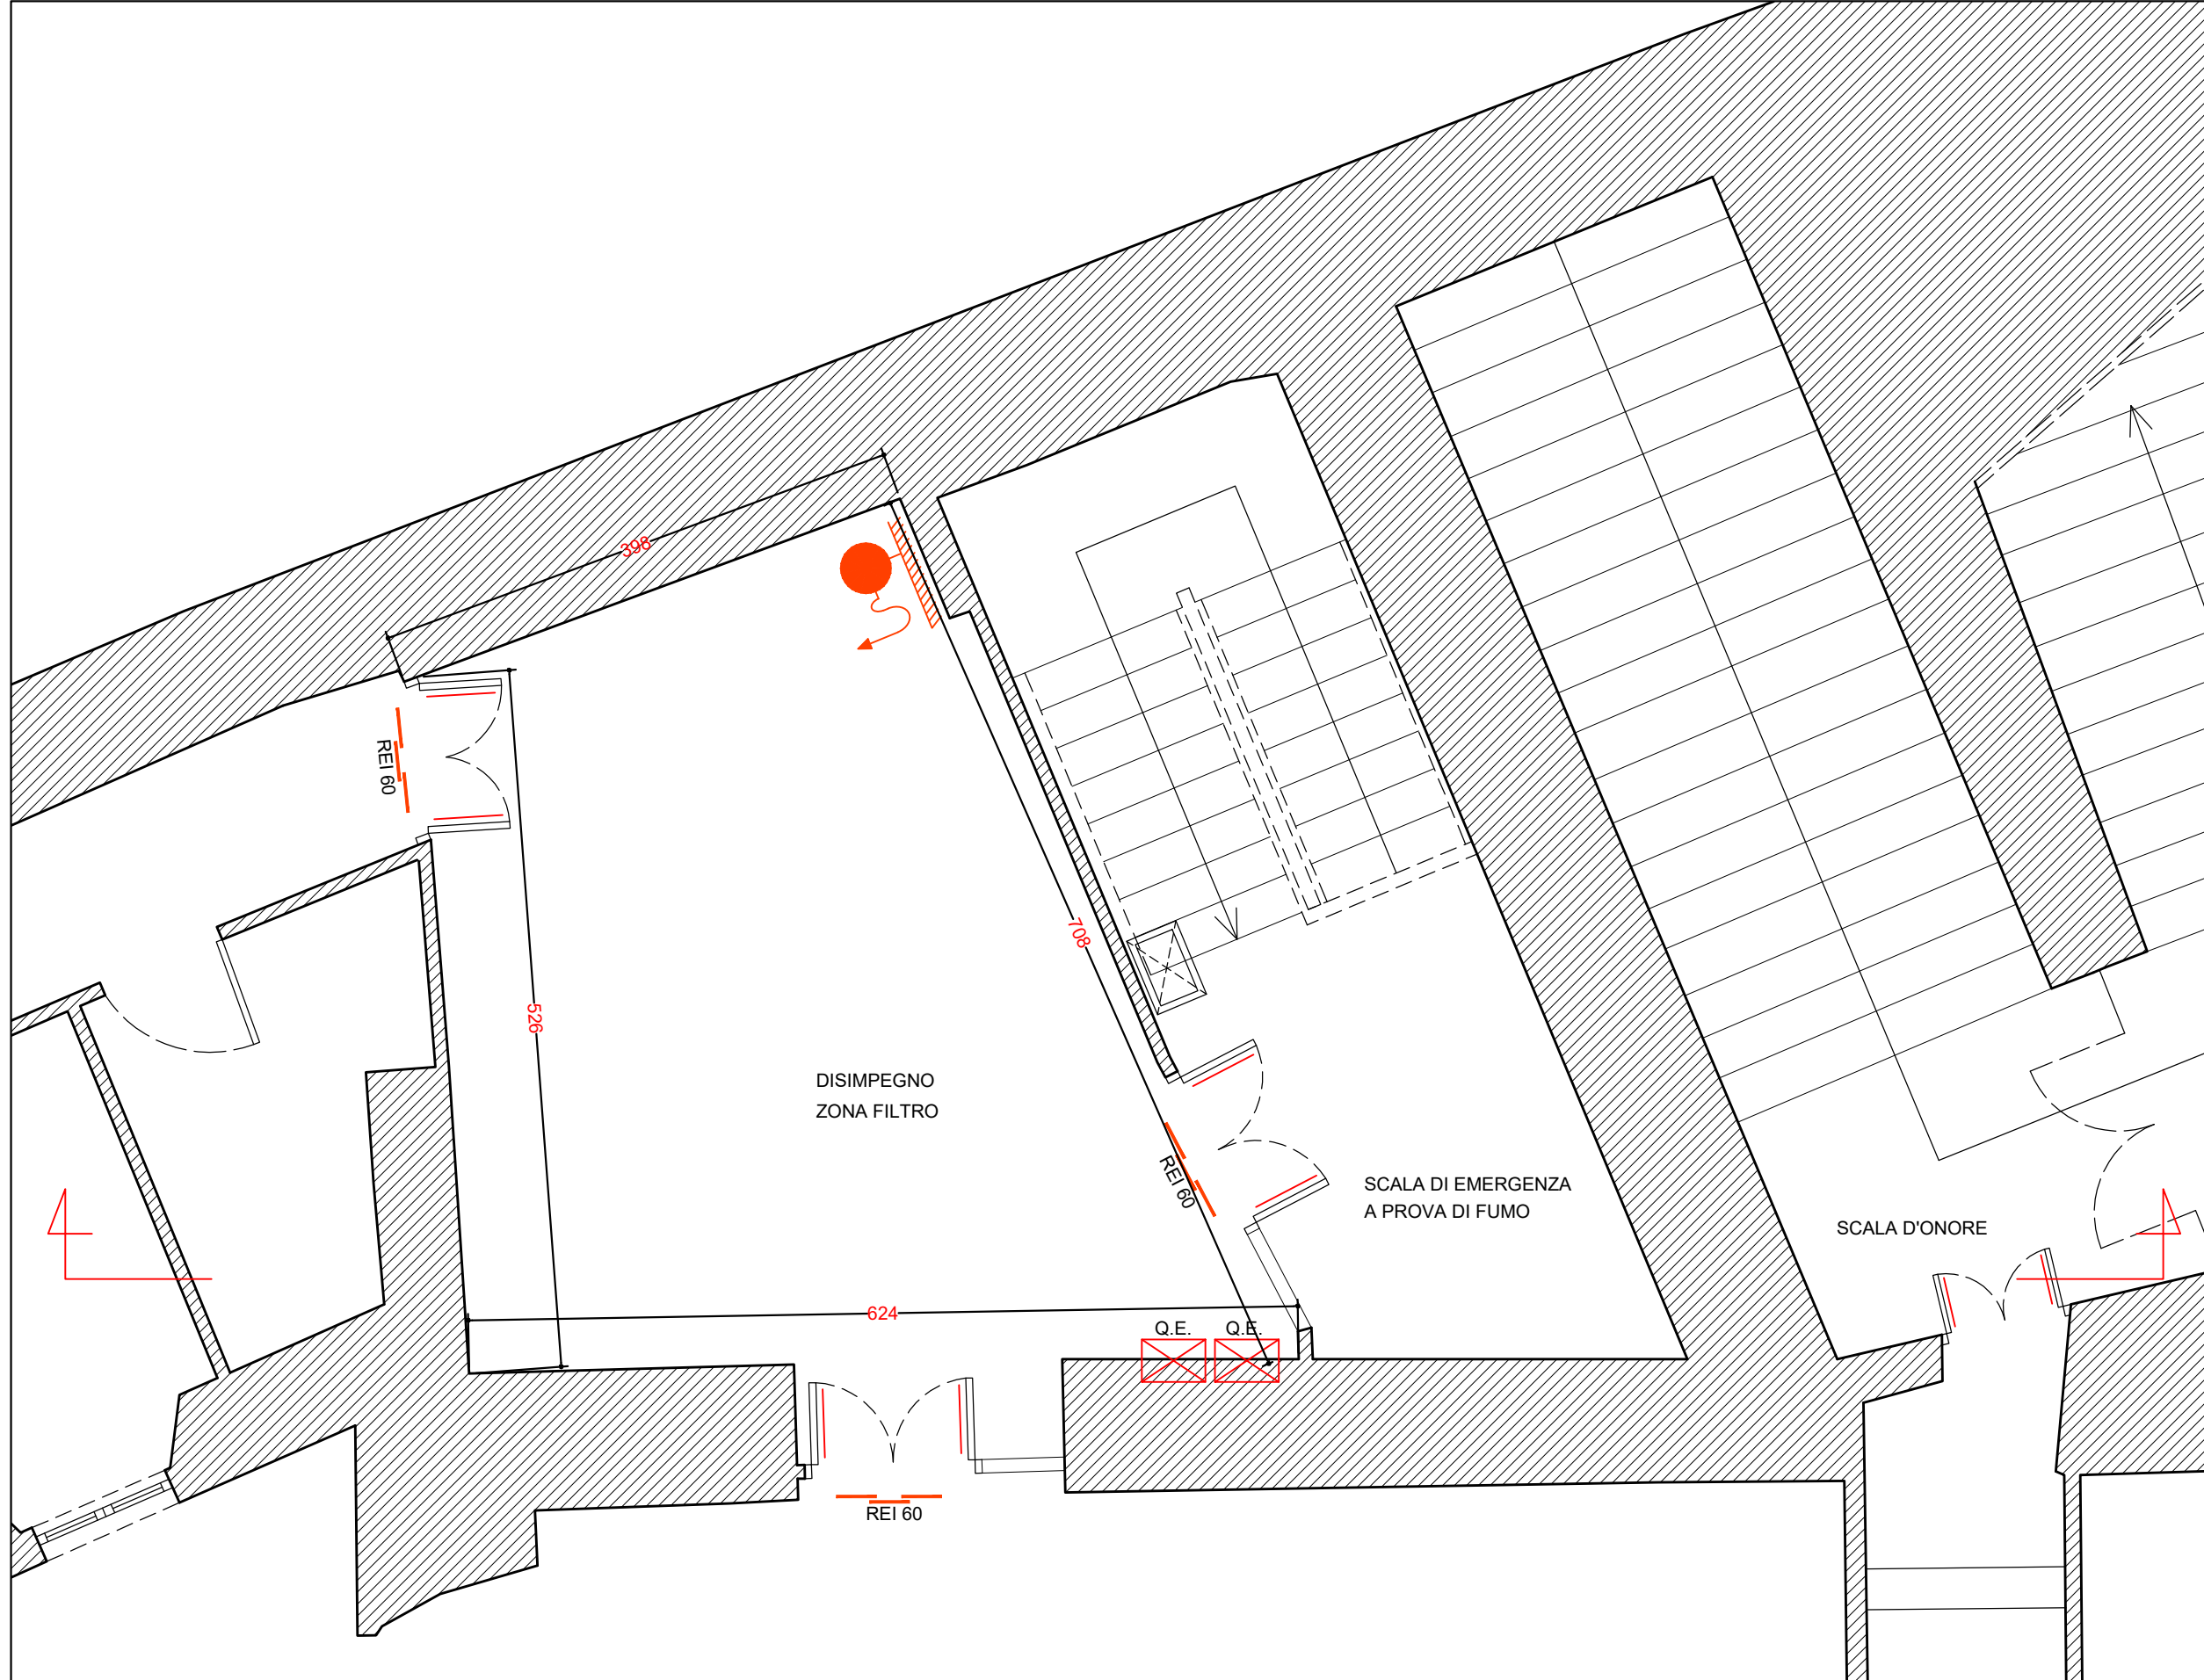 398
REI 60
708
526
DISIMPEGNO
ZONA FILTRO
REI 60
SCALA DI EMERGENZA
A PROVA DI FUMO
SCALA D'ONORE
624
Q.E.
Q.E.
REI 60